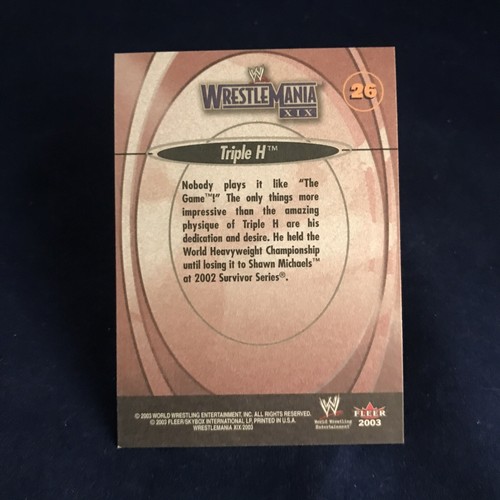 W
WRESTLEMANIA
XIX
26
Triple H™
Nobody plays it like "The
Game™!" The only things more
impressive than the amazing
physique of Triple H are his
dedication and desire. He held the
World Heavyweight Championship
until losing it to Shawn Michaels™
at 2002 Survivor Series®.
© 2003 WORLD WRESTLING ENTERTAINMENT, INC. ALL RIGHTS RESERVED.
© 2003 FLEER/SKYBOX INTERNATIONAL LP. PRINTED IN U.S.A.
WRESTLEMANIA XIX-2003
W
World Wrestling
Entertainment®
FLEER
2003